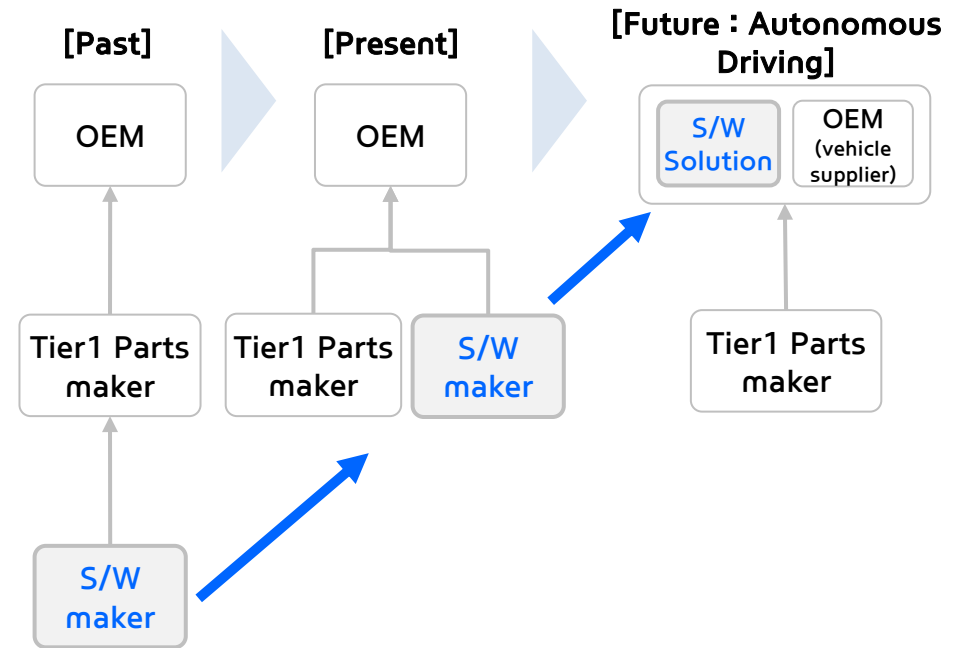 [Past]
OEM
Tier1 Parts
maker
S/W
maker
[Present]
OEM
Tier1 Parts
maker
S/W
maker
[Future : Autonomous
Driving]
S/W
Solution
OEM
(vehicle
supplier)
Tier1 Parts
maker